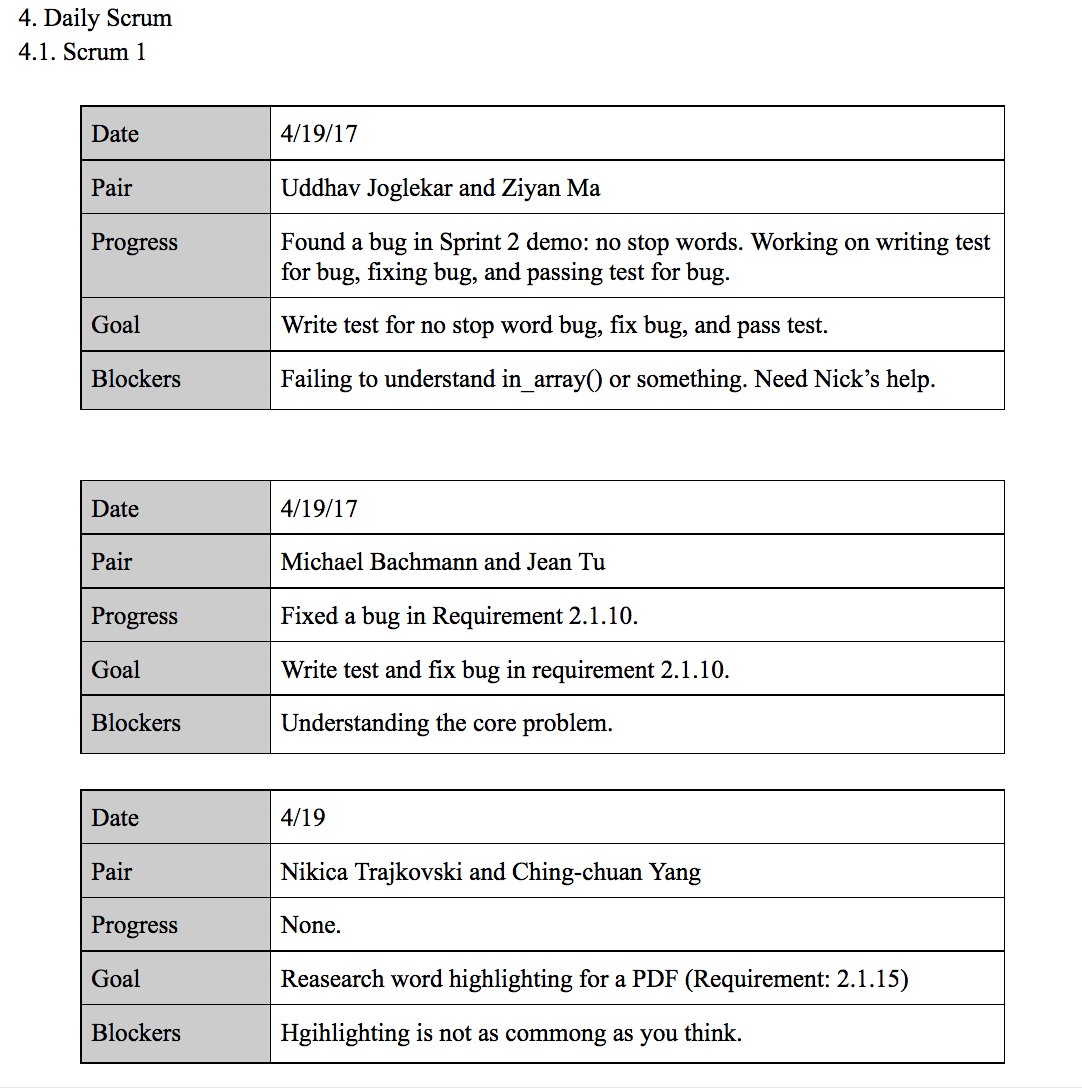 4. Daily Scrum
4.1. Scrum 1
Date 4/19/17
Pair Uddhav Joglekar and Ziyan Ma
Progress Found a bug in Sprint 2 demo: no stop words. Working on writing test
for bug, fixing bug, and passing test for bug.
Goal Write test for no stop word bug, fix bug, and pass test.
Blockers Failing to understand in_array() or something. Need Nick’s help.
Date 4/19/17
Pair Michael Bachmann and Jean Tu
Progress Fixed a bug in Requirement 2.1.10.
Goal Write test and fix bug in requirement 2.1.10.
Blockers Understanding the core problem.
Date 4/19
Pair Nikica Trajkovski and Ching-chuan Yang
Progress None.
Goal Reasearch word highlighting for a PDF (Requirement: 2.1.15)
Blockers Hgihlighting is not as commong as you think.